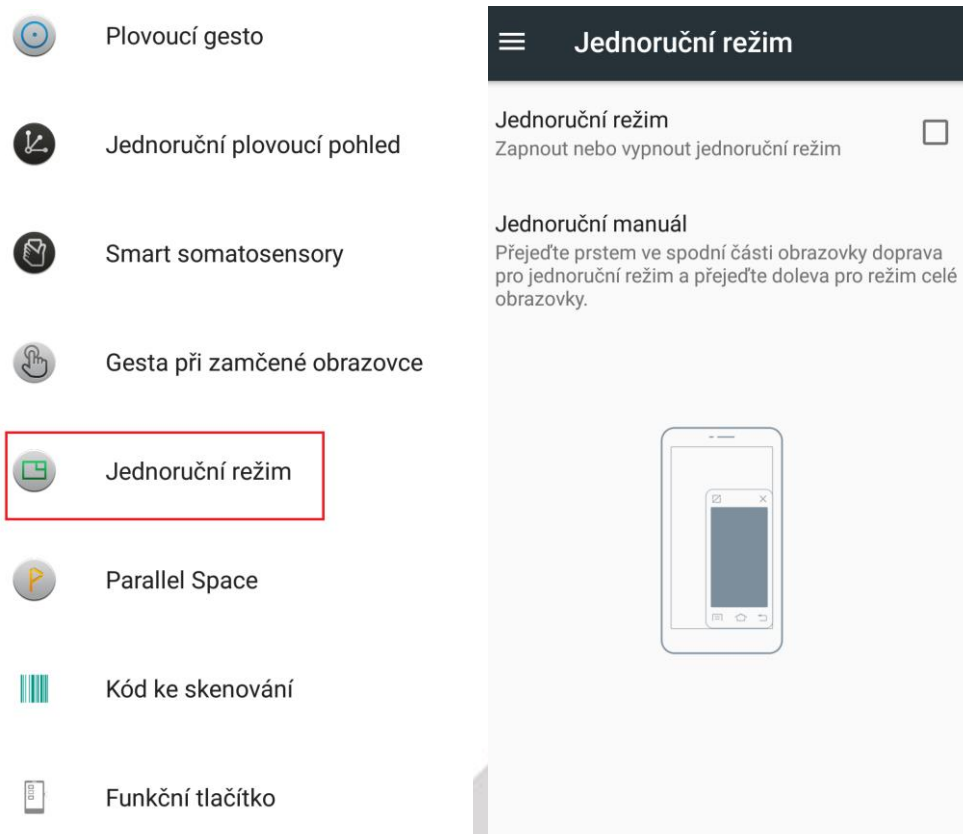 Plovoucí gesto
Jednoruční plovoucí pohled
Smart somatosensory
Gesta při zamčené obrazovce
Jednoruční režim
Parallel Space
Kód ke skenování
Funkční tlačítko
Jednoruční režim
Jednoruční režim
Zapnout nebo vypnout jednoruční režim
Jednoruční manuál
Přejeďte prstem ve spodní části obrazovky doprava
pro jednoruční režim a přejeďte doleva pro režim celé
obrazovky.